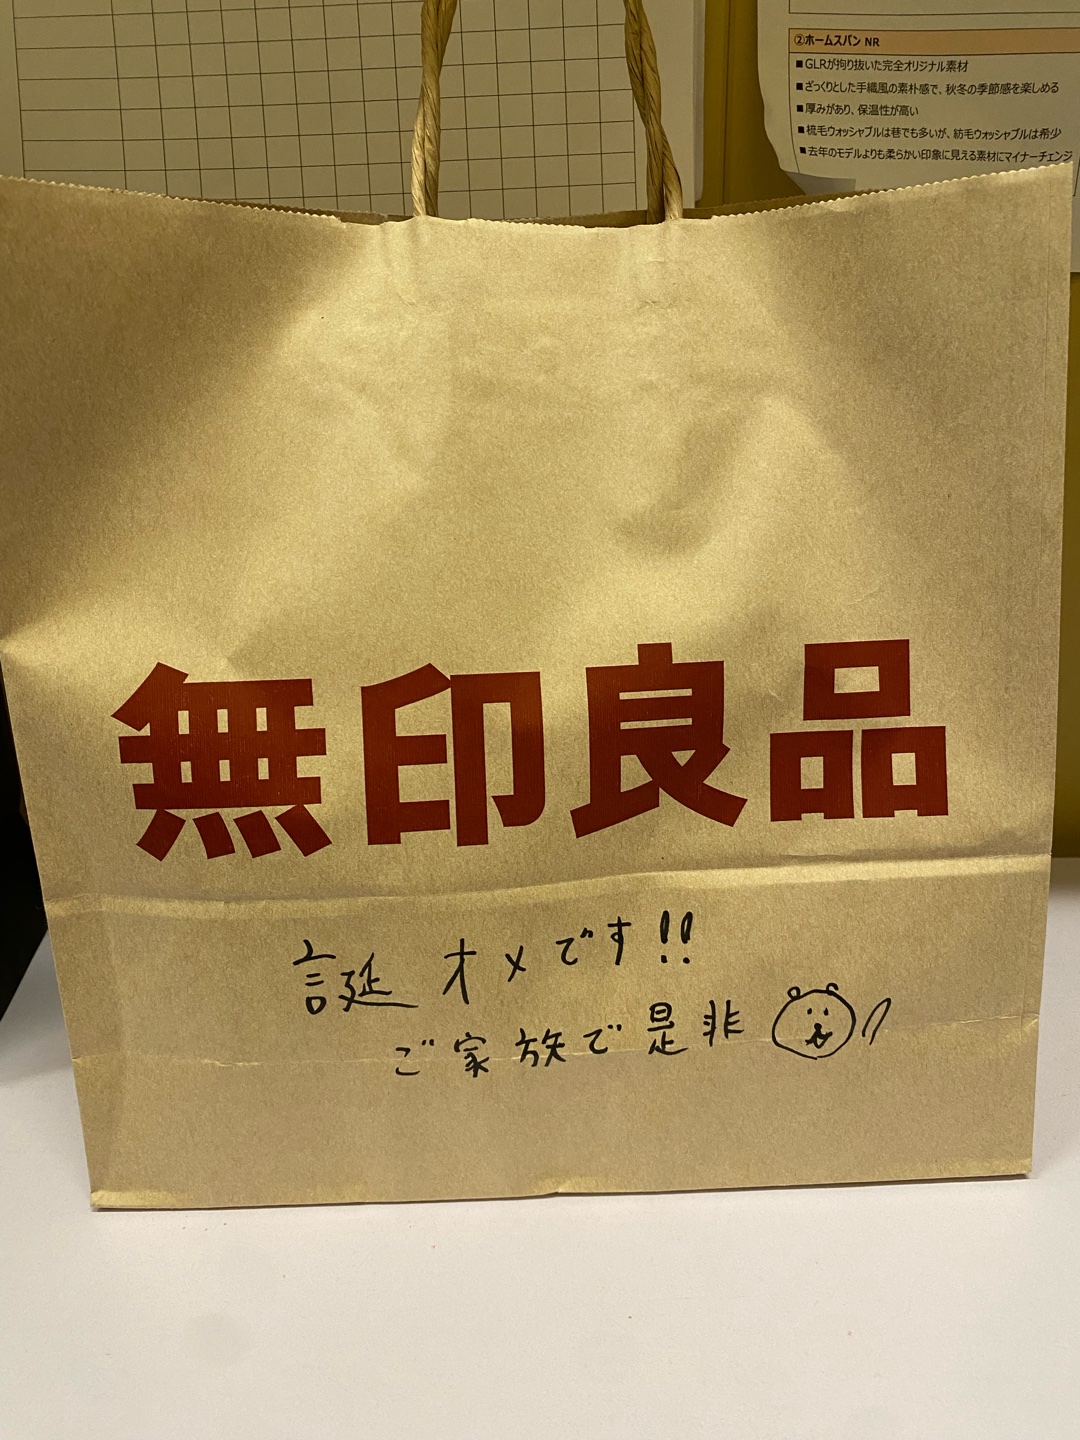 ②ホームスパン NR
■GLRが拘り抜いた完全オリジナル素材
■ざっくりとした手織風の素朴感で、秋冬の季節感を楽しめる
■厚みがあり、保温性が高い
■梳毛ウォッシャブルは巷でも多いが、紡毛ウォッシャブルは希少
■去年のモデルよりも柔らかい印象に見える素材にマイナーチェンジ
無印良品
誕オメです!!
ご家族で是非